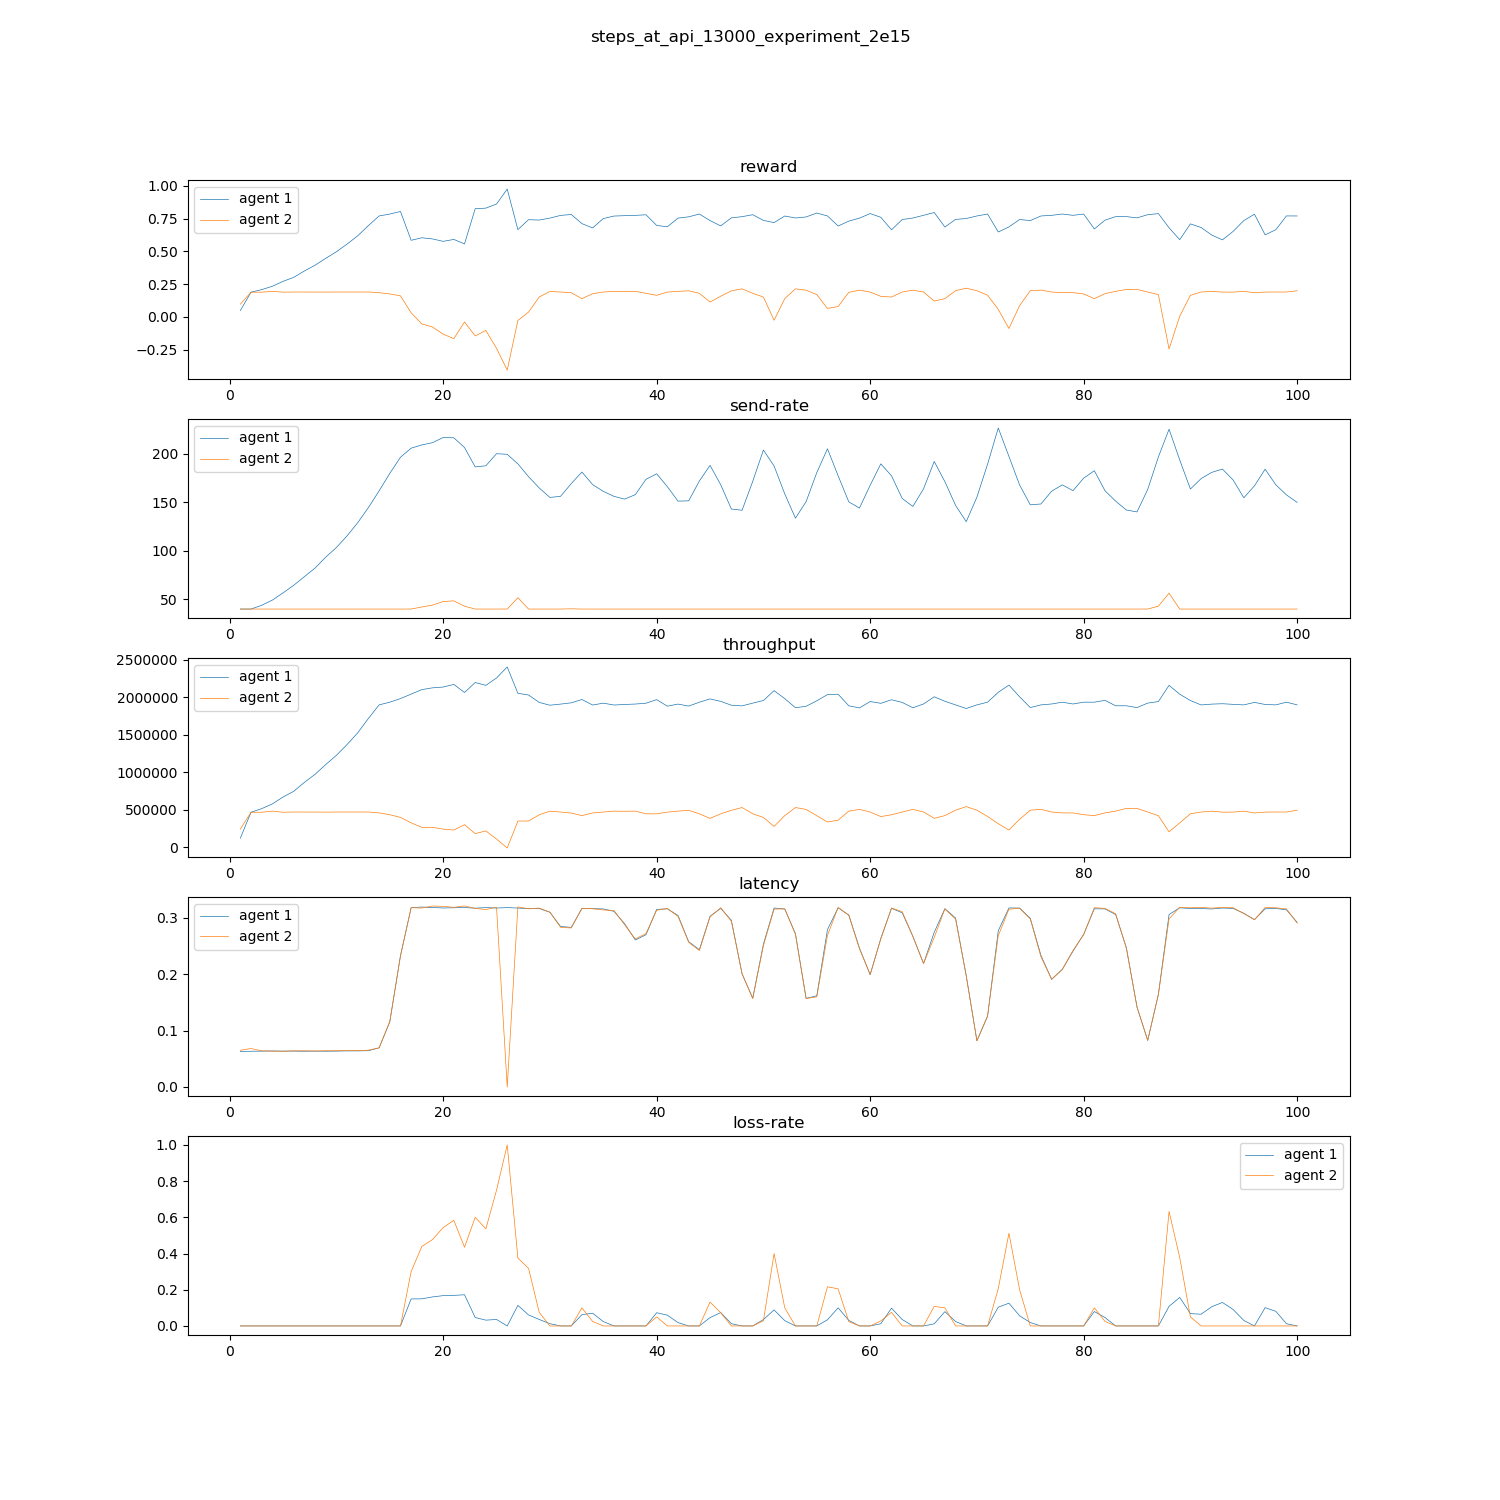 steps_at_api_13000_experiment_2e15
reward
1.00
0.75
0.50
0.25
0.00
−0.25
agent 1
agent 2
0 20 40 60 80 100
send-rate
200
150
100
50
agent 1
agent 2
0 20 40 60 80 100
throughput
2500000
2000000
1500000
1000000
500000
0
agent 1
agent 2
0 20 40 60 80 100
latency
0.3
0.2
0.1
0.0
agent 1
agent 2
0 20 40 60 80 100
loss-rate
1.0
0.8
0.6
0.4
0.2
0.0
agent 1
agent 2
0 20 40 60 80 100